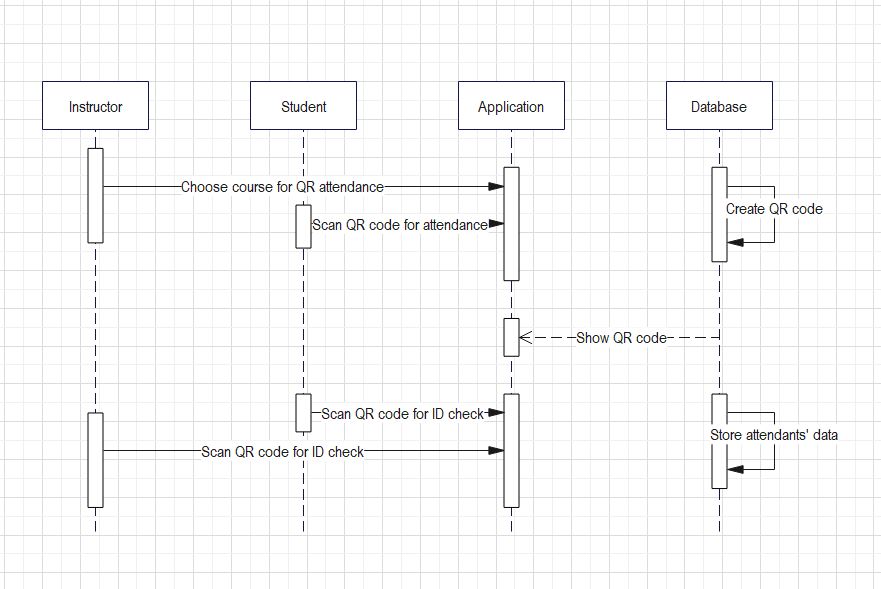 Instructor
Student
Application
Database
Choose course for QR attendance
Create QR code
Scan QR code for attendance
Show QR code
Scan QR code for ID check
Store attendants' data
Scan QR code for ID check